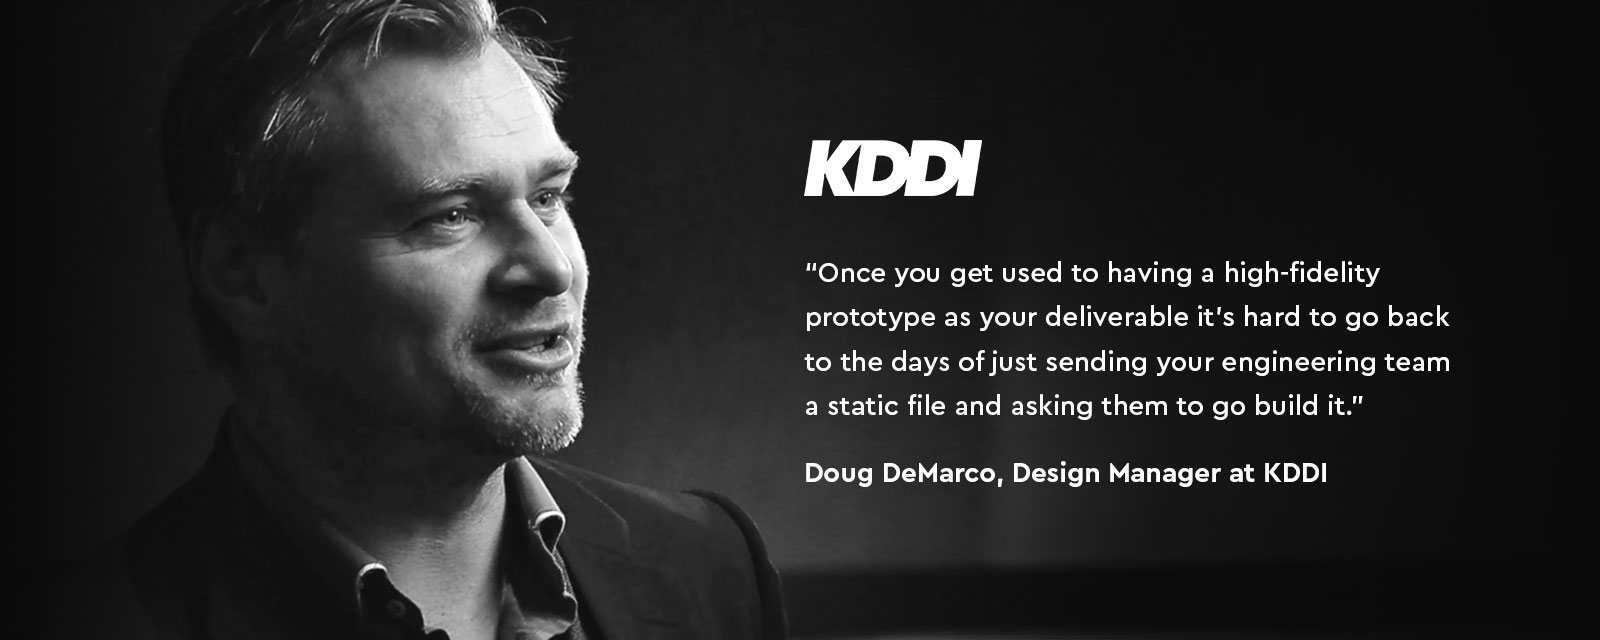 KDDI
“Once you get used to having a high-fidelity
prototype as your deliverable it's hard to go back
to the days of just sending your engineering team
a static file and asking them to go build it.”
Doug DeMarco, Design Manager at KDDI